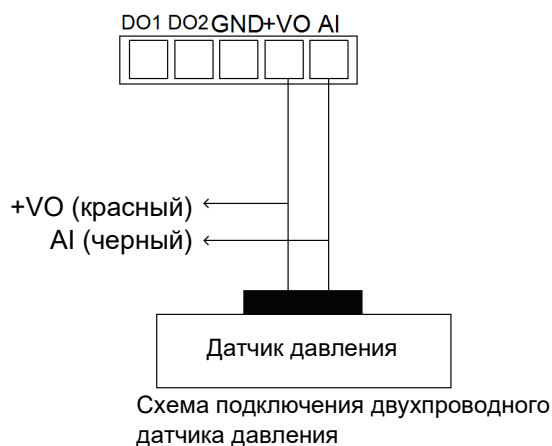 DO1 DO2 GND+VO AI
+VO (красный)
AI (черный)
Датчик давления
Схема подключения двухпроводного
датчика давления